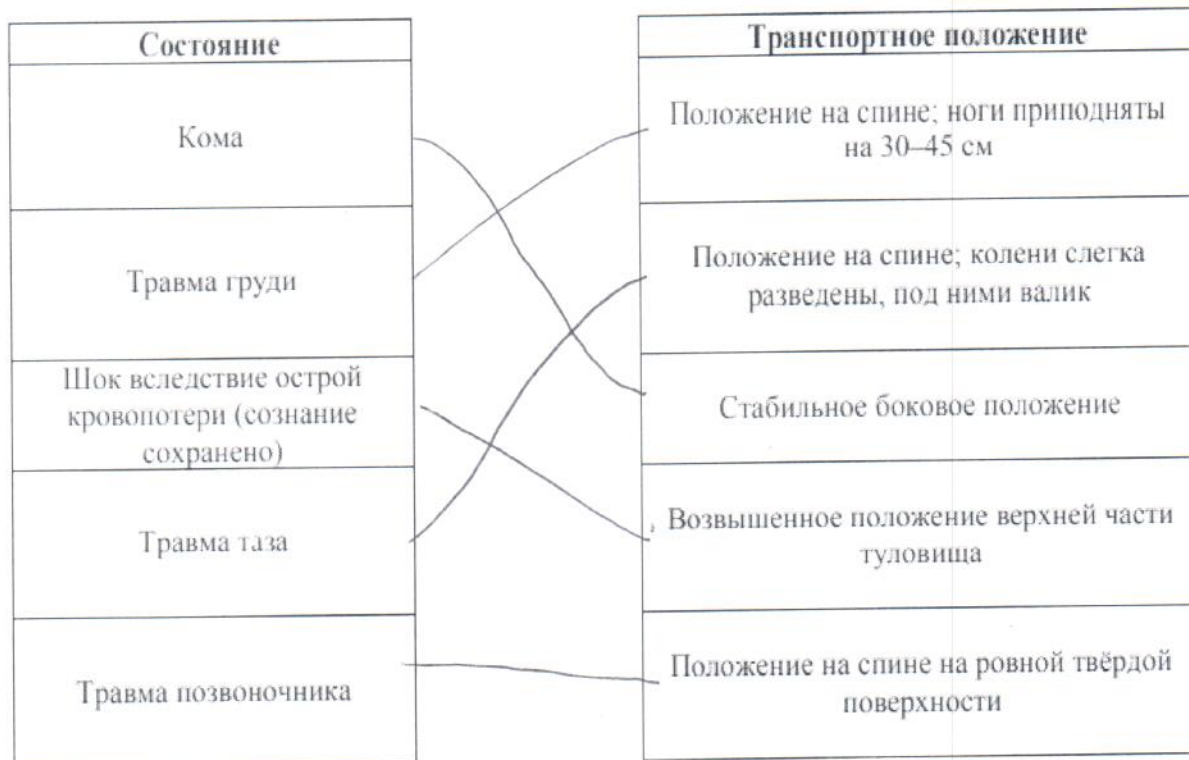 Состояние
Кома
Травма груди
Шок вследствие острой
кровопотери (сознание
сохранено)
Травма таза
Травма позвоночника
Транспортное положение
Положение на спине; ноги приподняты
на 30–45 см
Положение на спине; колени слегка
разведены, под ними валик
Стабильное боковое положение
Возвышенное положение верхней части
туловища
Положение на спине на ровной твёрдой
поверхности